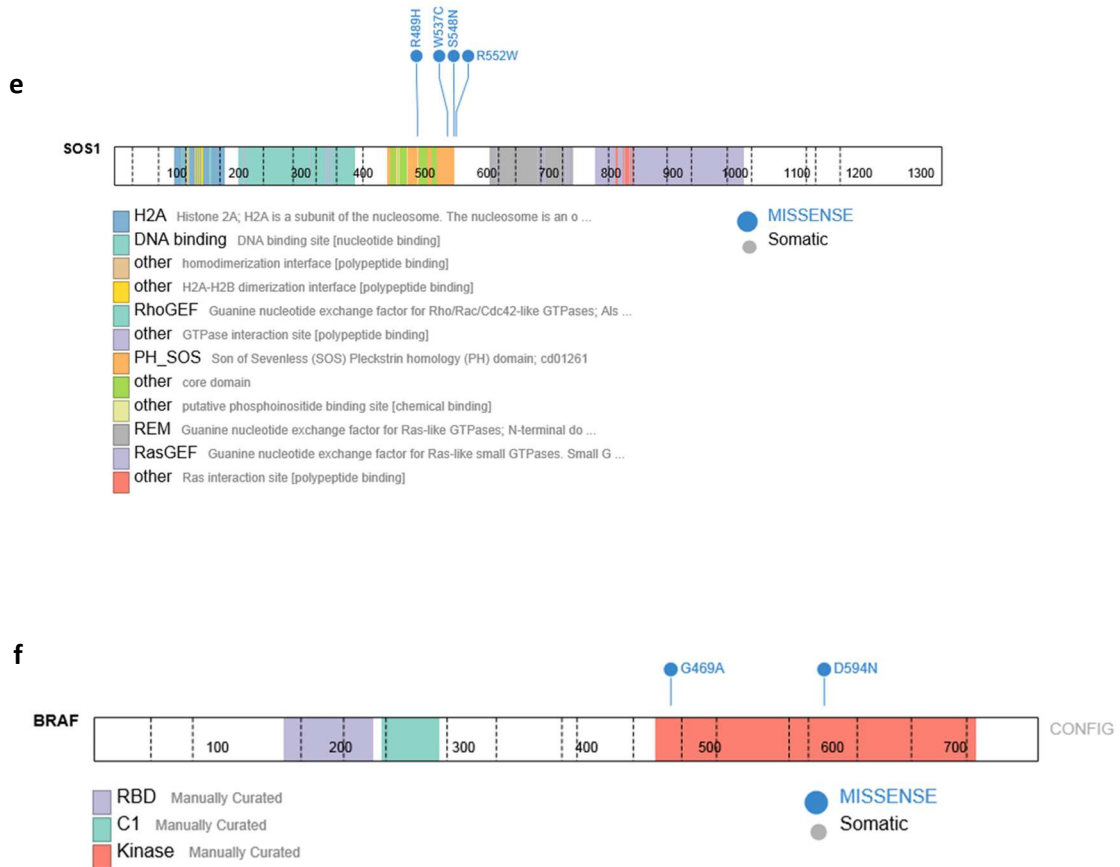 R489H
W537C
S548N
R552W
e
SOS1
100 200 300 400 500 600 700 800 900 1000 1100 1200 1300
H2A Histone 2A; H2A is a subunit of the nucleosome. The nucleosome is an o ...
MISSENSE
DNA binding DNA binding site [nucleotide binding]
Somatic
other homodimerization interface [polypeptide binding]
other H2A-H2B dimerization interface [polypeptide binding]
RhoGEF Guanine nucleotide exchange factor for Rho/Rac/Cdc42-like GTPases; Als ...
other GTPase interaction site [polypeptide binding]
PH_SOS Son of Sevenless (SOS) Pleckstrin homology (PH) domain; cd01261
other core domain
other putative phosphoinositide binding site [chemical binding]
REM Guanine nucleotide exchange factor for Ras-like GTPases; N-terminal do ...
RasGEF Guanine nucleotide exchange factor for Ras-like small GTPases. Small G ...
other Ras interaction site [polypeptide binding]
f
G469A D594N
BRAF
CONFIG
100 200 300 400 500 600 700
RBD Manually Curated
MISSENSE
C1 Manually Curated
Somatic
Kinase Manually Curated